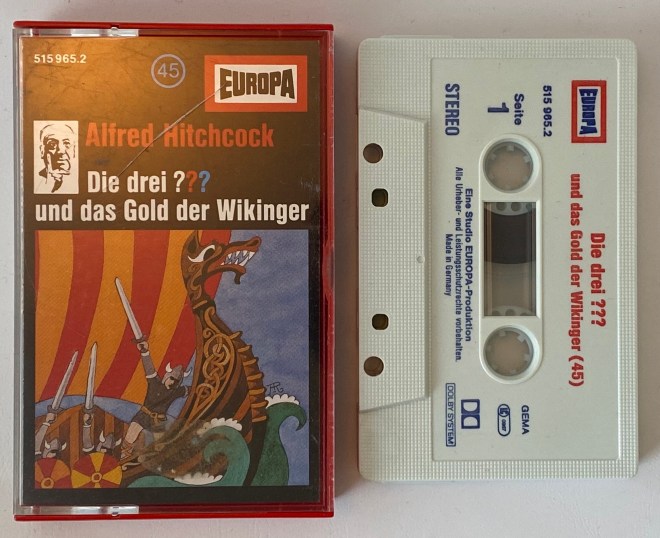 515 965.2
45
EUROPA
Alfred Hitchcock
Die drei ???
und das Gold der Wikinger
EUROPA
515 965.2
Seite
1
STEREO
Die drei ???
und das Gold der Wikinger (45)
Eine Studio EUROPA-Produktion
Alle Urheber- und Leistungsschutzrechte vorbehalten.
Made in Germany
GEMA
DOLBY SYSTEM